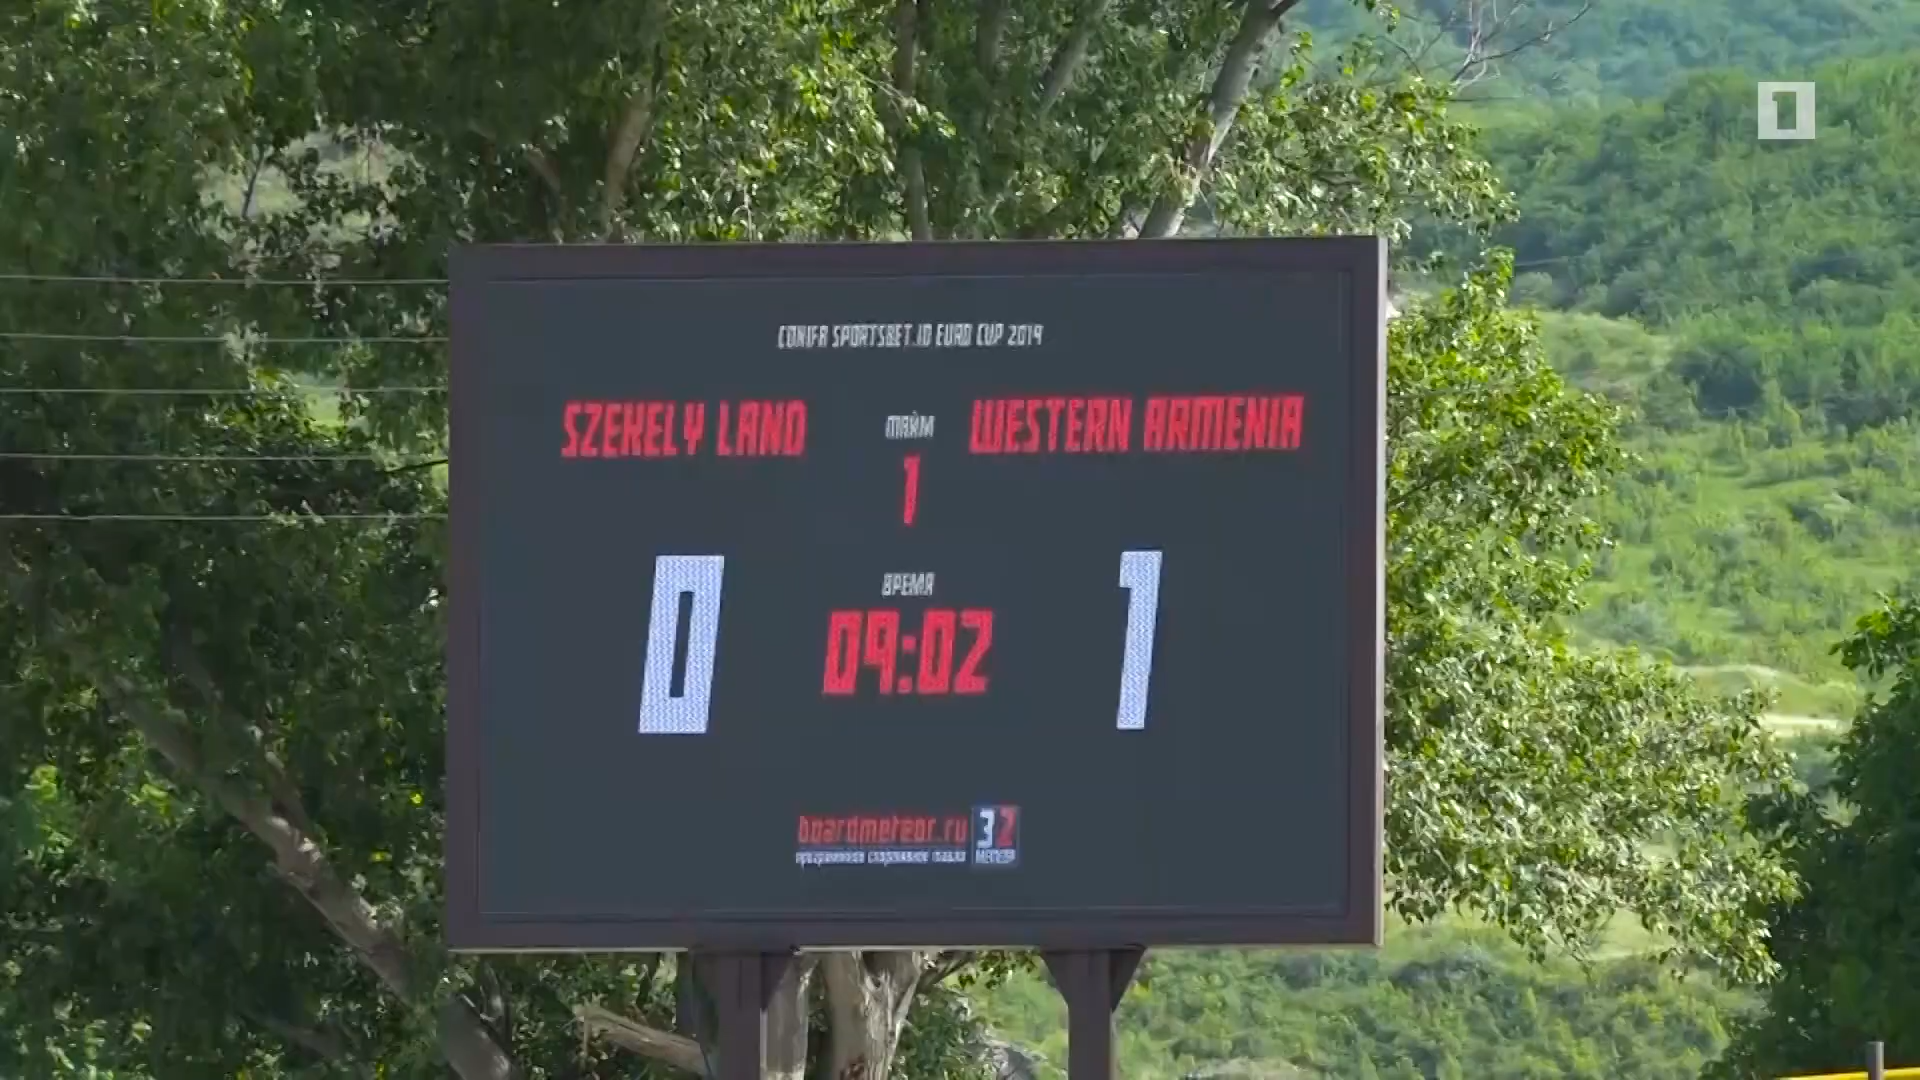 1
CONIFA SPORTSBET.IO EURO CUP 2019
SZEKELY LAND
ТАЙМ
WESTERN ARMENIA
1
0
ВРЕМЯ
1
09:02
boardmeteor.ru
32
МЕТЕОР